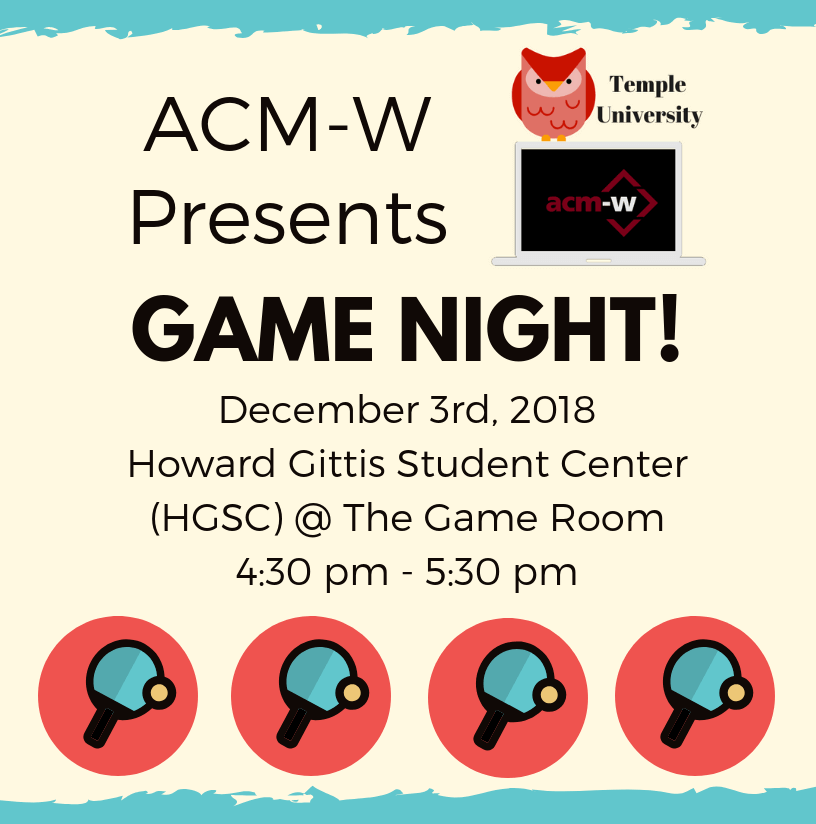 ACM-W
Presents
Temple
University
acm-w
GAME NIGHT!
December 3rd, 2018
Howard Gittis Student Center
(HGSC) @ The Game Room
4:30 pm - 5:30 pm